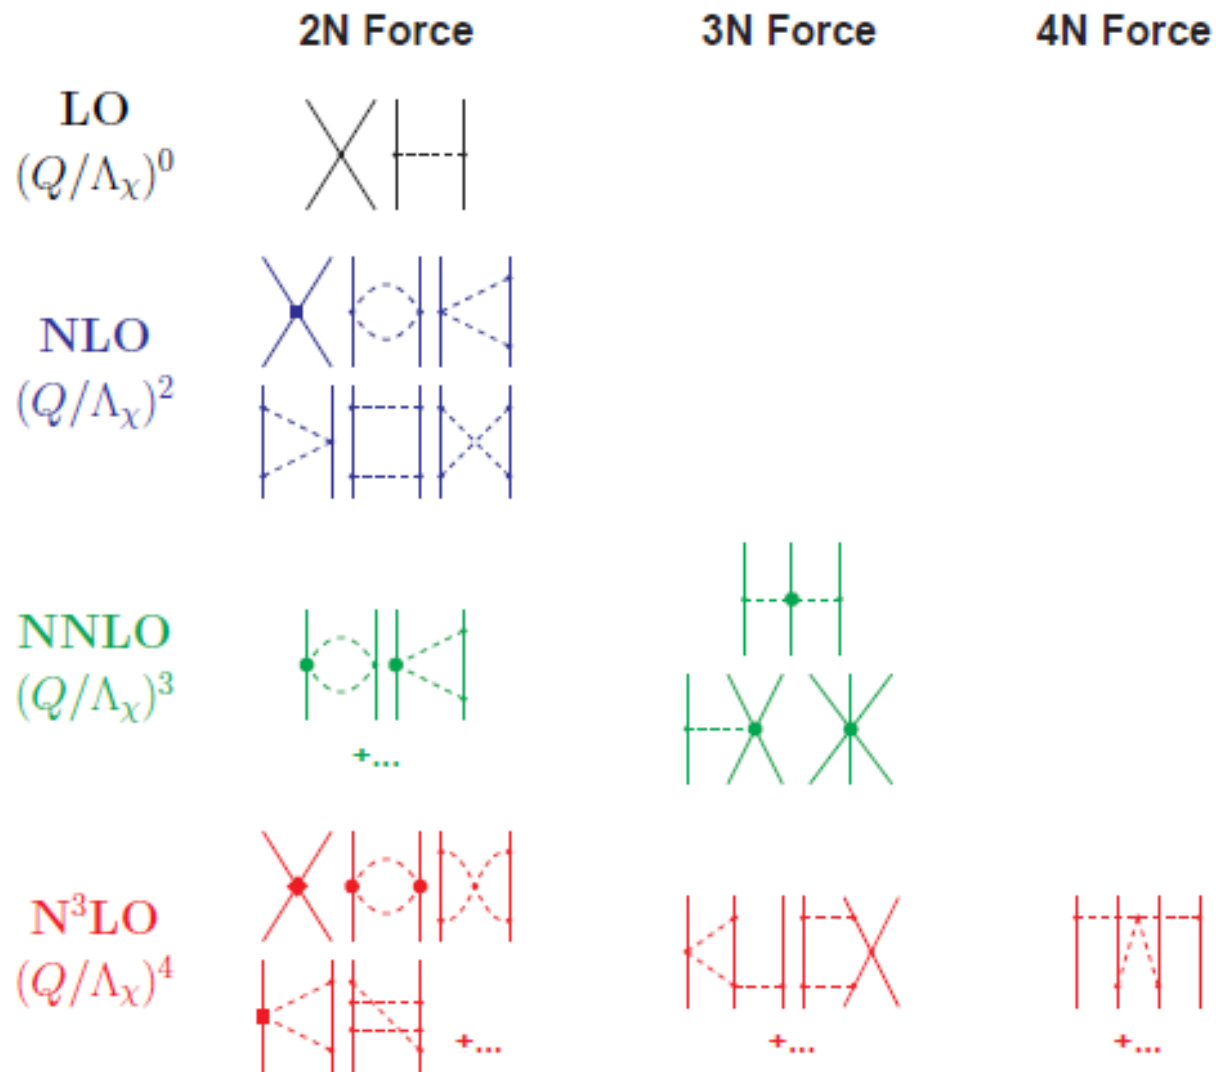 2N Force 3N Force 4N Force
LO
(Q/Λχ)⁰
NLO
(Q/Λχ)²
NNLO
(Q/Λχ)³
+...
N³LO
(Q/Λχ)⁴
+... +... +...